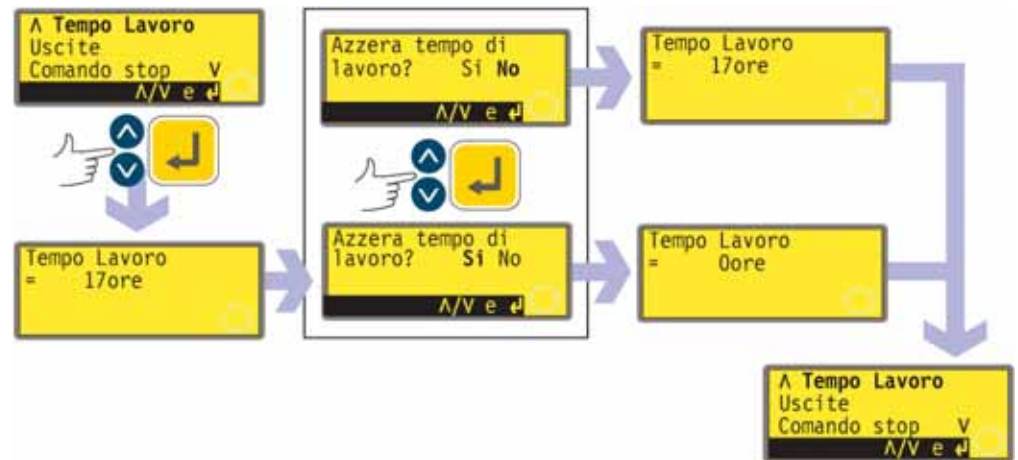 Λ Tempo Lavoro
Uscite
Comando stop V
Λ/V e ↵
Tempo Lavoro
= 17ore
Azzera tempo di
lavoro? Si No
Λ/V e ↵
Azzera tempo di
lavoro? Si No
Λ/V e ↵
Tempo Lavoro
= 17ore
Tempo Lavoro
= 0ore
Λ Tempo Lavoro
Uscite
Comando stop V
Λ/V e ↵